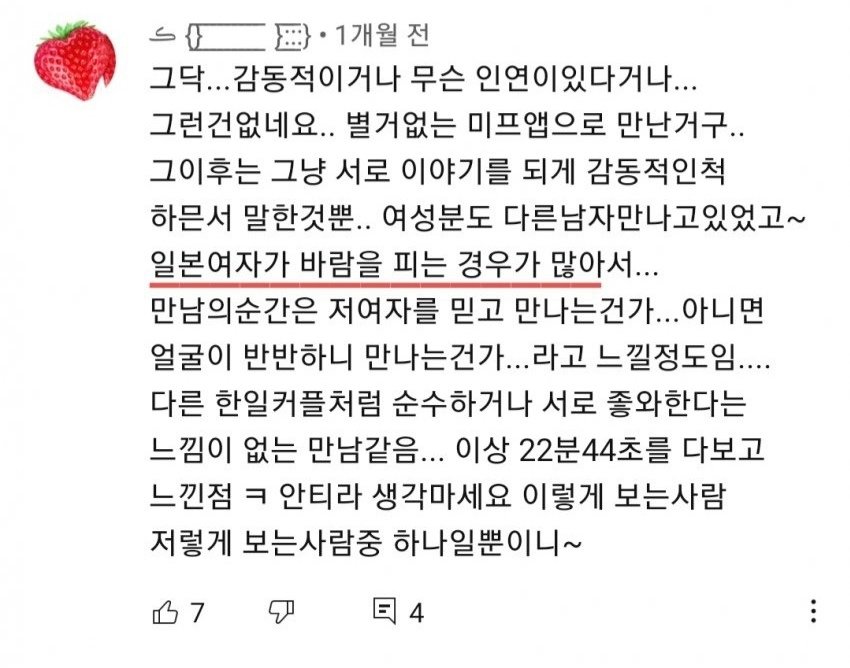 • 1개월 전
그닥...감동적이거나 무슨 인연이있다거나...
그런건없네요.. 별거없는 미프앱으로 만난거구..
그이후는 그냥 서로 이야기를 되게 감동적인척
하믄서 말한것뿐.. 여성분도 다른남자만나고있었고~
일본여자가 바람을 피는 경우가 많아서...
만남의순간은 저여자를 믿고 만나는건가...아니면
얼굴이 반반하니 만나는건가...라고 느낄정도임....
다른 한일커플처럼 순수하거나 서로 좋와한다는
느낌이 없는 만남같음... 이상 22분44초를 다보고
느낀점 ㅋ 안티라 생각마세요 이렇게 보는사람
저렇게 보는사람중 하나일뿐이니~
7 4